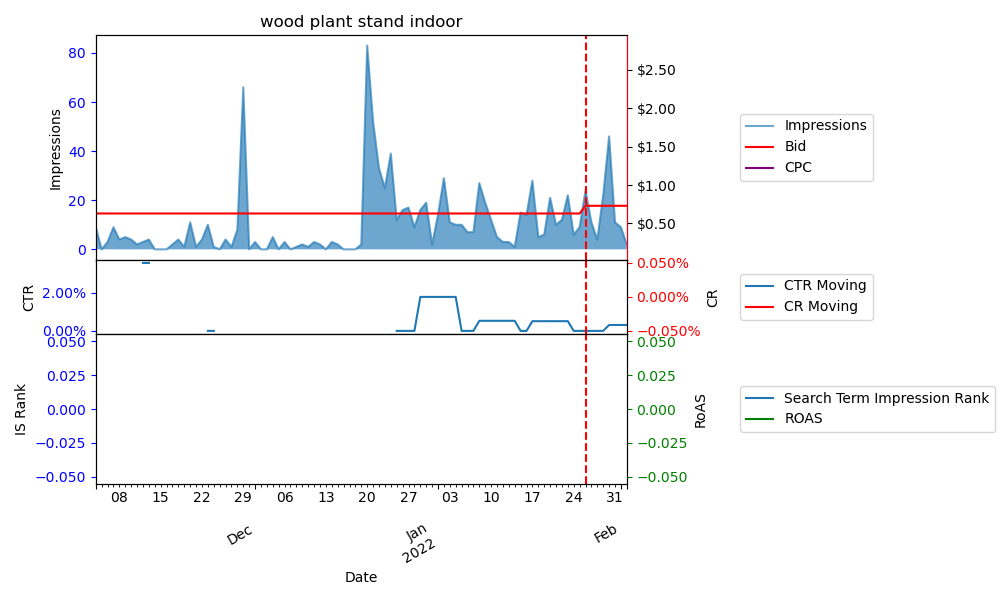 wood plant stand indoor
80
60
40
20
0
Impressions
$2.50
$2.00
$1.50
$1.00
$0.50
Impressions
Bid
CPC
2.00%
0.00%
CTR
0.050%
0.000%
−0.050%
CR
CTR Moving
CR Moving
0.050
0.025
0.000
−0.025
−0.050
IS Rank
0.050
0.025
0.000
−0.025
−0.050
RoAS
Search Term Impression Rank
ROAS
08 15 22 29 06 13 20 27 03 10 17 24 31
Dec
Jan
2022
Feb
Date